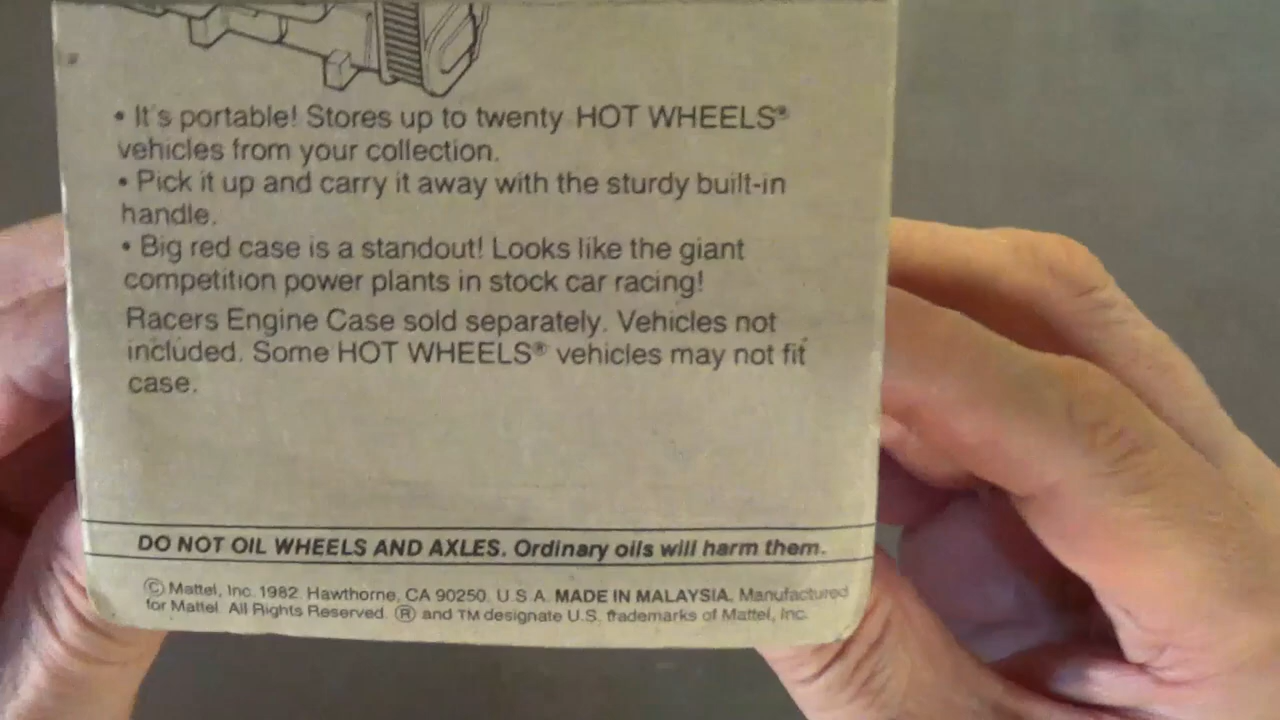 • It's portable! Stores up to twenty HOT WHEELS®
vehicles from your collection.
• Pick it up and carry it away with the sturdy built-in
handle.
• Big red case is a standout! Looks like the giant
competition power plants in stock car racing!
Racers Engine Case sold separately. Vehicles not
included. Some HOT WHEELS® vehicles may not fit
case.
DO NOT OIL WHEELS AND AXLES. Ordinary oils will harm them.
© Mattel, Inc. 1982. Hawthorne, CA 90250. U.S.A. MADE IN MALAYSIA. Manufactured
for Mattel. All Rights Reserved. ® and TM designate U.S. trademarks of Mattel, Inc.